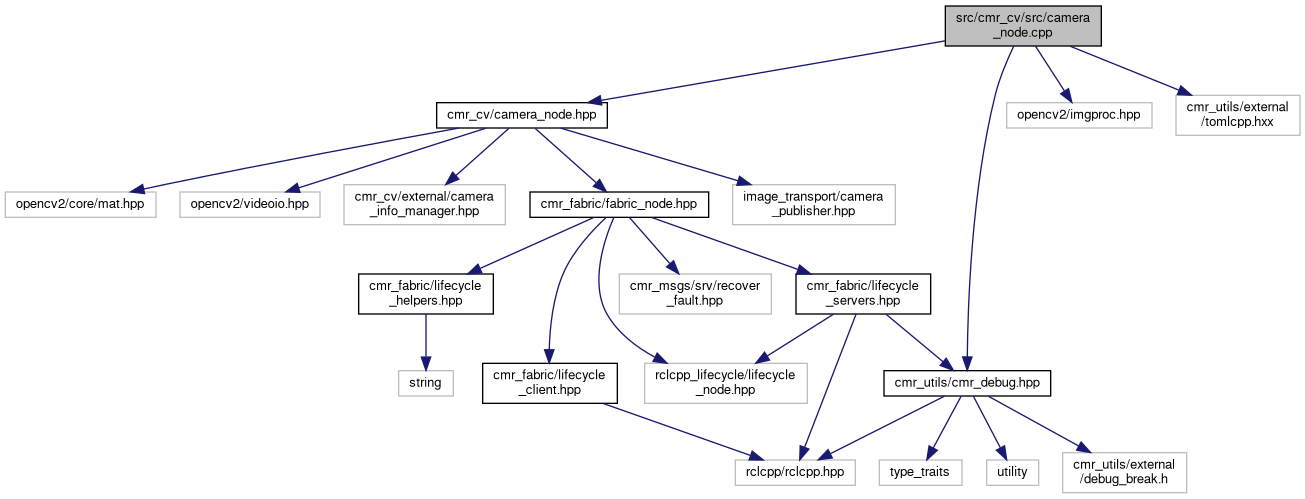 src/cmr_cv/src/camera
_node.cpp
cmr_cv/camera_node.hpp
opencv2/imgproc.hpp
cmr_utils/external
/tomlcpp.hxx
opencv2/core/mat.hpp
opencv2/videoio.hpp
cmr_cv/external/camera
_info_manager.hpp
cmr_fabric/fabric_node.hpp
image_transport/camera
_publisher.hpp
cmr_fabric/lifecycle
_helpers.hpp
cmr_msgs/srv/recover
_fault.hpp
cmr_fabric/lifecycle
_servers.hpp
string
cmr_fabric/lifecycle
_client.hpp
rclcpp_lifecycle/lifecycle
_node.hpp
cmr_utils/cmr_debug.hpp
rclcpp/rclcpp.hpp
type_traits
utility
cmr_utils/external
/debug_break.h